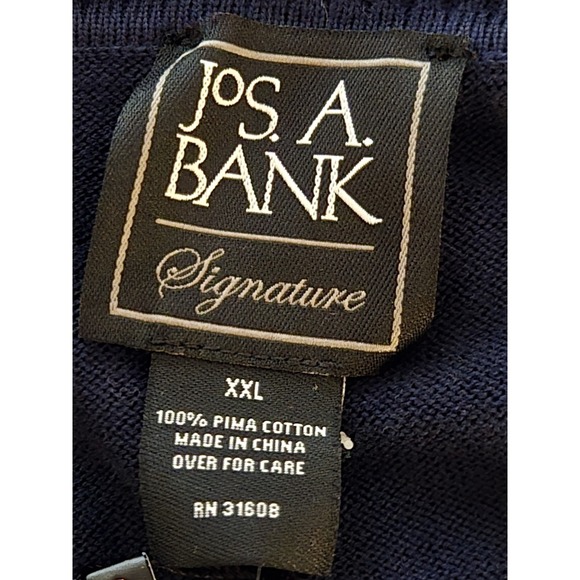 JOS. A.
BANK
Signature
XXL
100% PIMA COTTON
MADE IN CHINA
OVER FOR CARE
RN 31608